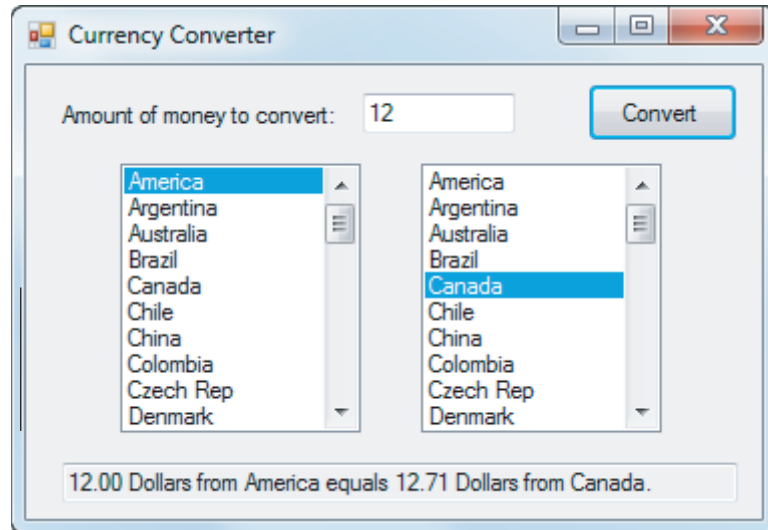 Currency Converter
Amount of money to convert: 12 Convert
America
Argentina
Australia
Brazil
Canada
Chile
China
Colombia
Czech Rep
Denmark
America
Argentina
Australia
Brazil
Canada
Chile
China
Colombia
Czech Rep
Denmark
12.00 Dollars from America equals 12.71 Dollars from Canada.